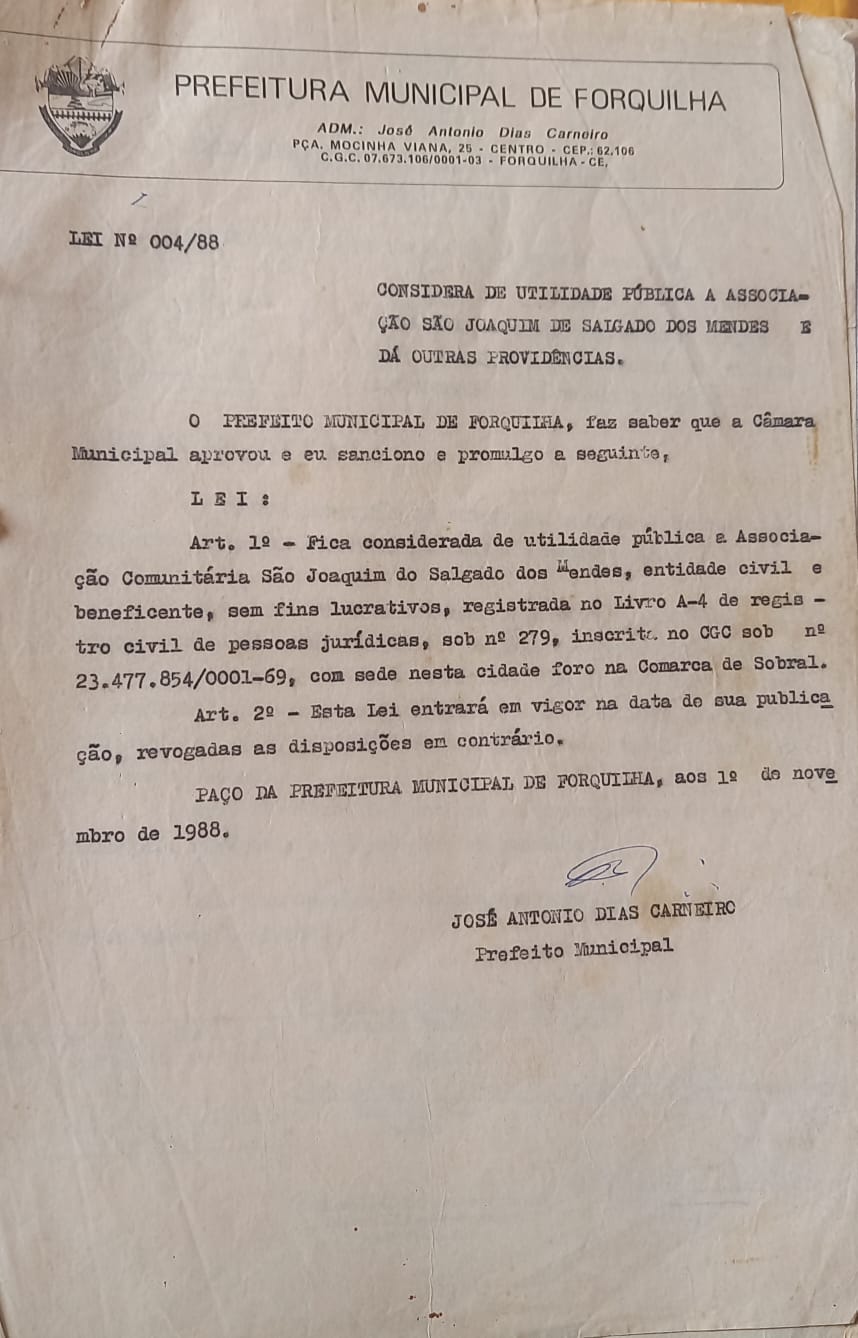 PREFEITURA MUNICIPAL DE FORQUILHA
ADM.: José Antonio Dias Carneiro
PÇA. MOCINHA VIANA, 25 - CENTRO - CEP.: 62.106
C.G.C. 07.673.106/0001-03 - FORQUILHA - CE.
LEI Nº 004/88
CONSIDERA DE UTILIDADE PÚBLICA A ASSOCIA-
ÇÃO SÃO JOAQUIM DE SALGADO DOS MENDES E
DÁ OUTRAS PROVIDÊNCIAS.
O PREFEITO MUNICIPAL DE FORQUILHA, faz saber que a Câmara
Municipal aprovou e eu sanciono e promulgo a seguinte,
L E I :
Art. 1º - Fica considerada de utilidade pública a Associa-
ção Comunitária São Joaquim do Salgado dos Mendes, entidade civil e
beneficente, sem fins lucrativos, registrada no Livro A-4 de regis -
tro civil de pessoas jurídicas, sob nº 279, inscrita no CGC sob nº
23.477.854/0001-69, com sede nesta cidade foro na Comarca de Sobral.
Art. 2º - Esta Lei entrará em vigor na data de sua publica
ção, revogadas as disposições em contrário.
PAÇO DA PREFEITURA MUNICIPAL DE FORQUILHA, aos 1º de nove
mbro de 1988.
JOSÉ ANTONIO DIAS CARNEIRO
Prefeito Municipal